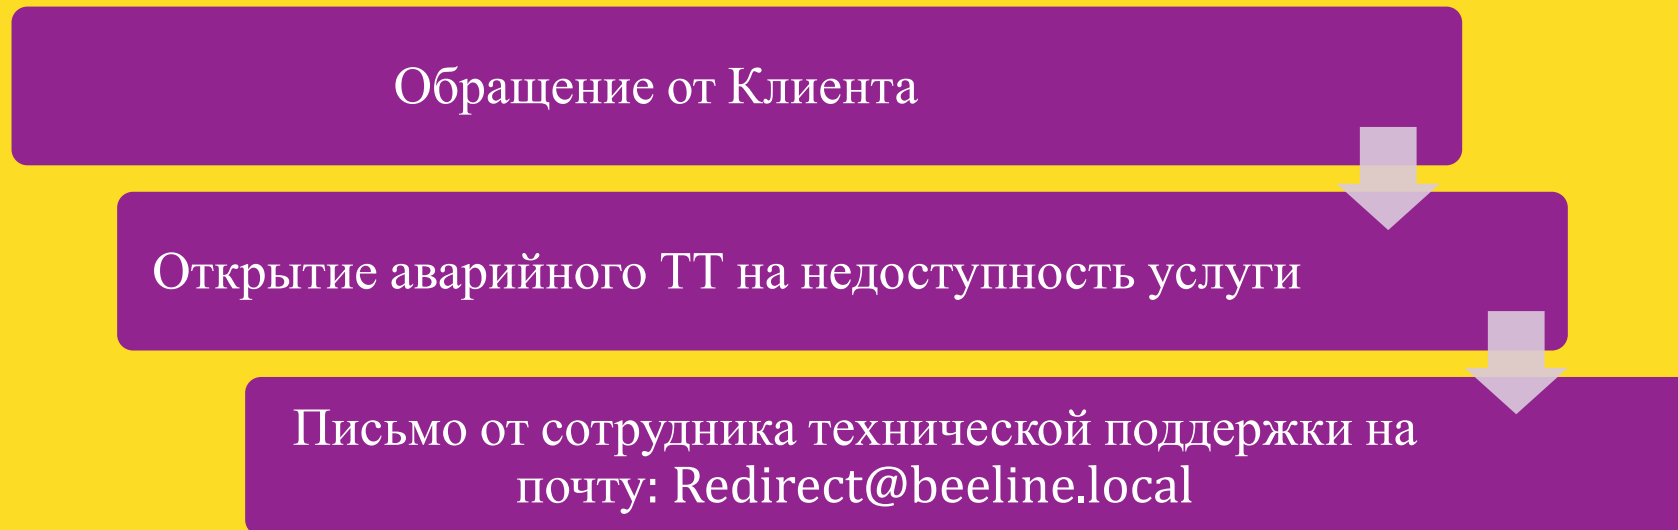 Обращение от Клиента
Открытие аварийного ТТ на недоступность услуги
Письмо от сотрудника технической поддержки на
почту: Redirect@beeline.local